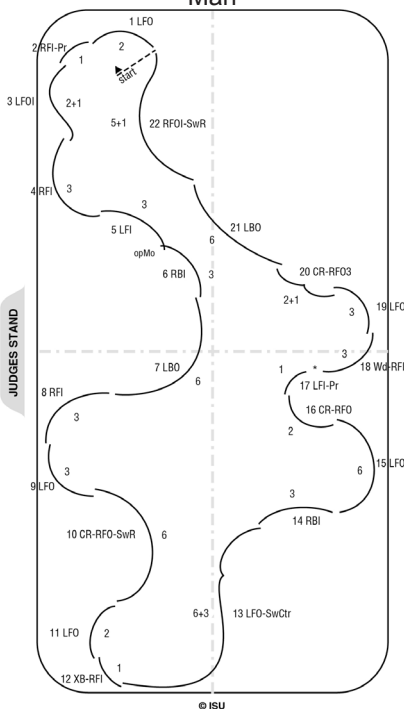 Man
1 LFO
2 RFI-Pr
2
1
start
3 LFOI
2+1
5+1
22 RFOI-SwR
4 RFI
3
3
5 LFI
21 LBO
opMo
6
6 RBI
3
20 CR-RFO3
2+1
19 LFO
3
JUDGES STAND
3
7 LBO
1
*
18 Wd-RFI
6
17 LFI-Pr
8 RFI
16 CR-RFO
3
2
3
6
15 LFO
9 LFO
3
14 RBI
10 CR-RFO-SwR
6
6+3
13 LFO-SwCtr
11 LFO
2
1
12 XB-RFI
© ISU